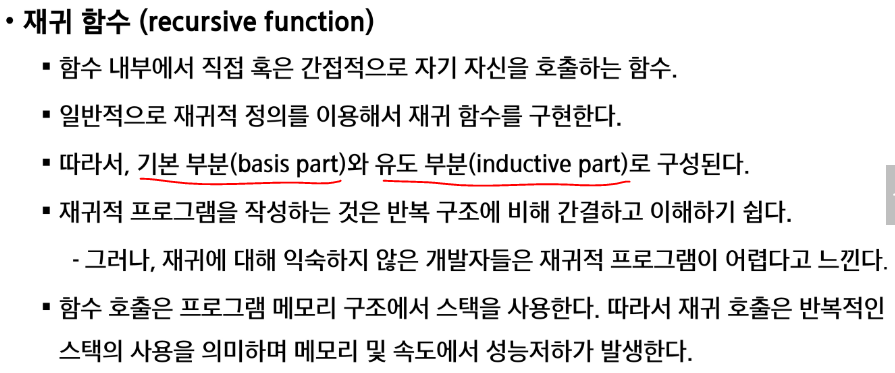 • 재귀 함수 (recursive function)
▪ 함수 내부에서 직접 혹은 간접적으로 자기 자신을 호출하는 함수.
▪ 일반적으로 재귀적 정의를 이용해서 재귀 함수를 구현한다.
▪ 따라서, 기본 부분(basis part)와 유도 부분(inductive part)로 구성된다.
▪ 재귀적 프로그램을 작성하는 것은 반복 구조에 비해 간결하고 이해하기 쉽다.
- 그러나, 재귀에 대해 익숙하지 않은 개발자들은 재귀적 프로그램이 어렵다고 느낀다.
▪ 함수 호출은 프로그램 메모리 구조에서 스택을 사용한다. 따라서 재귀 호출은 반복적인
스택의 사용을 의미하며 메모리 및 속도에서 성능저하가 발생한다.